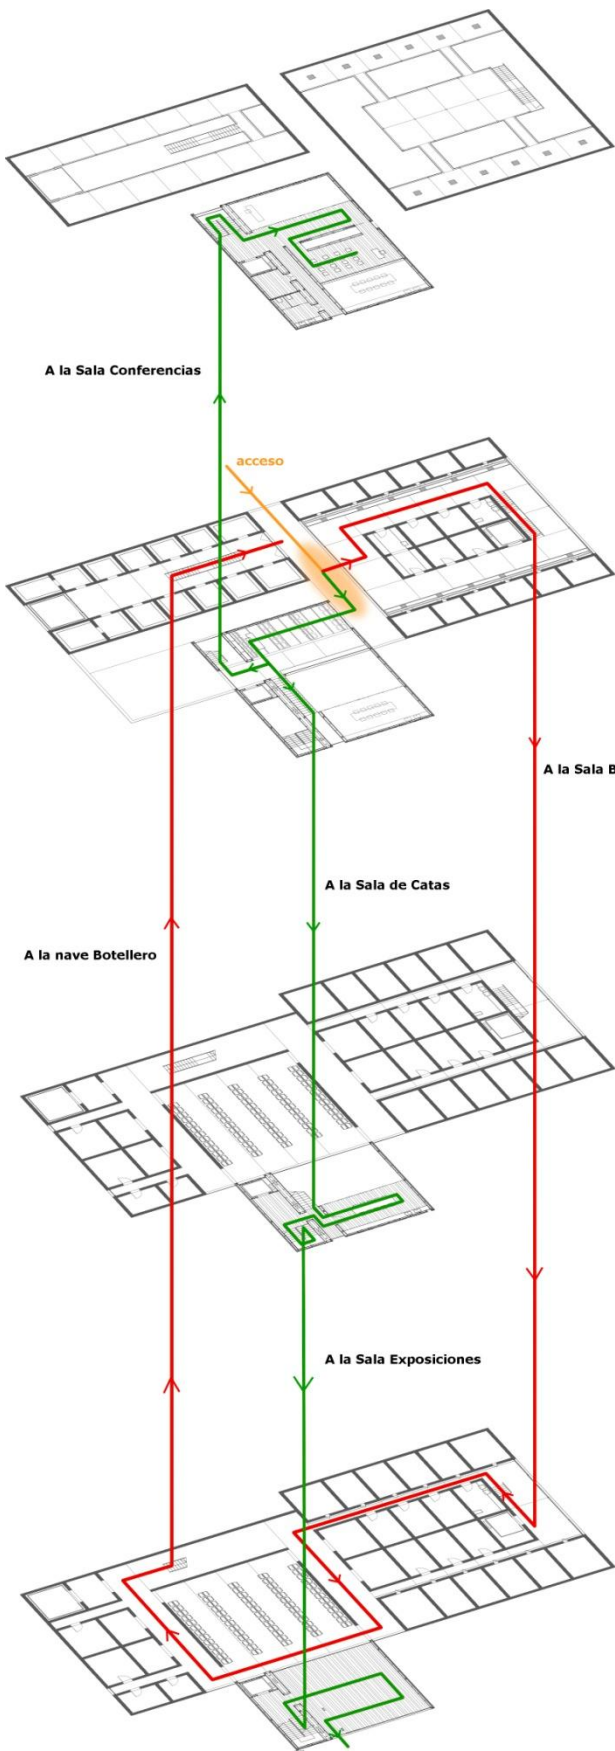 A la Sala Conferencias
acceso
A la Sala B
A la Sala de Catas
A la nave Botellero
A la Sala Exposiciones